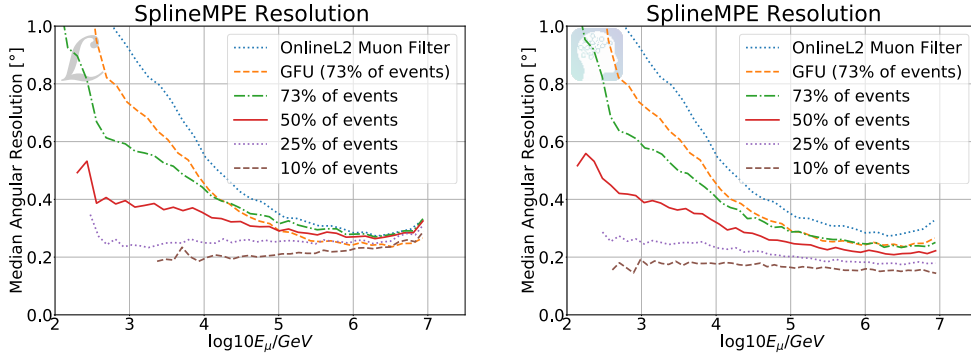 SplineMPE Resolution
1.0
0.8
0.6
0.4
0.2
0.0
Median Angular Resolution [°]
ℒ
OnlineL2 Muon Filter
GFU (73% of events)
73% of events
50% of events
25% of events
10% of events
2 3 4 5 6 7
log10E_μ/GeV
SplineMPE Resolution
1.0
0.8
0.6
0.4
0.2
0.0
Median Angular Resolution [°]
OnlineL2 Muon Filter
GFU (73% of events)
73% of events
50% of events
25% of events
10% of events
2 3 4 5 6 7
log10E_μ/GeV